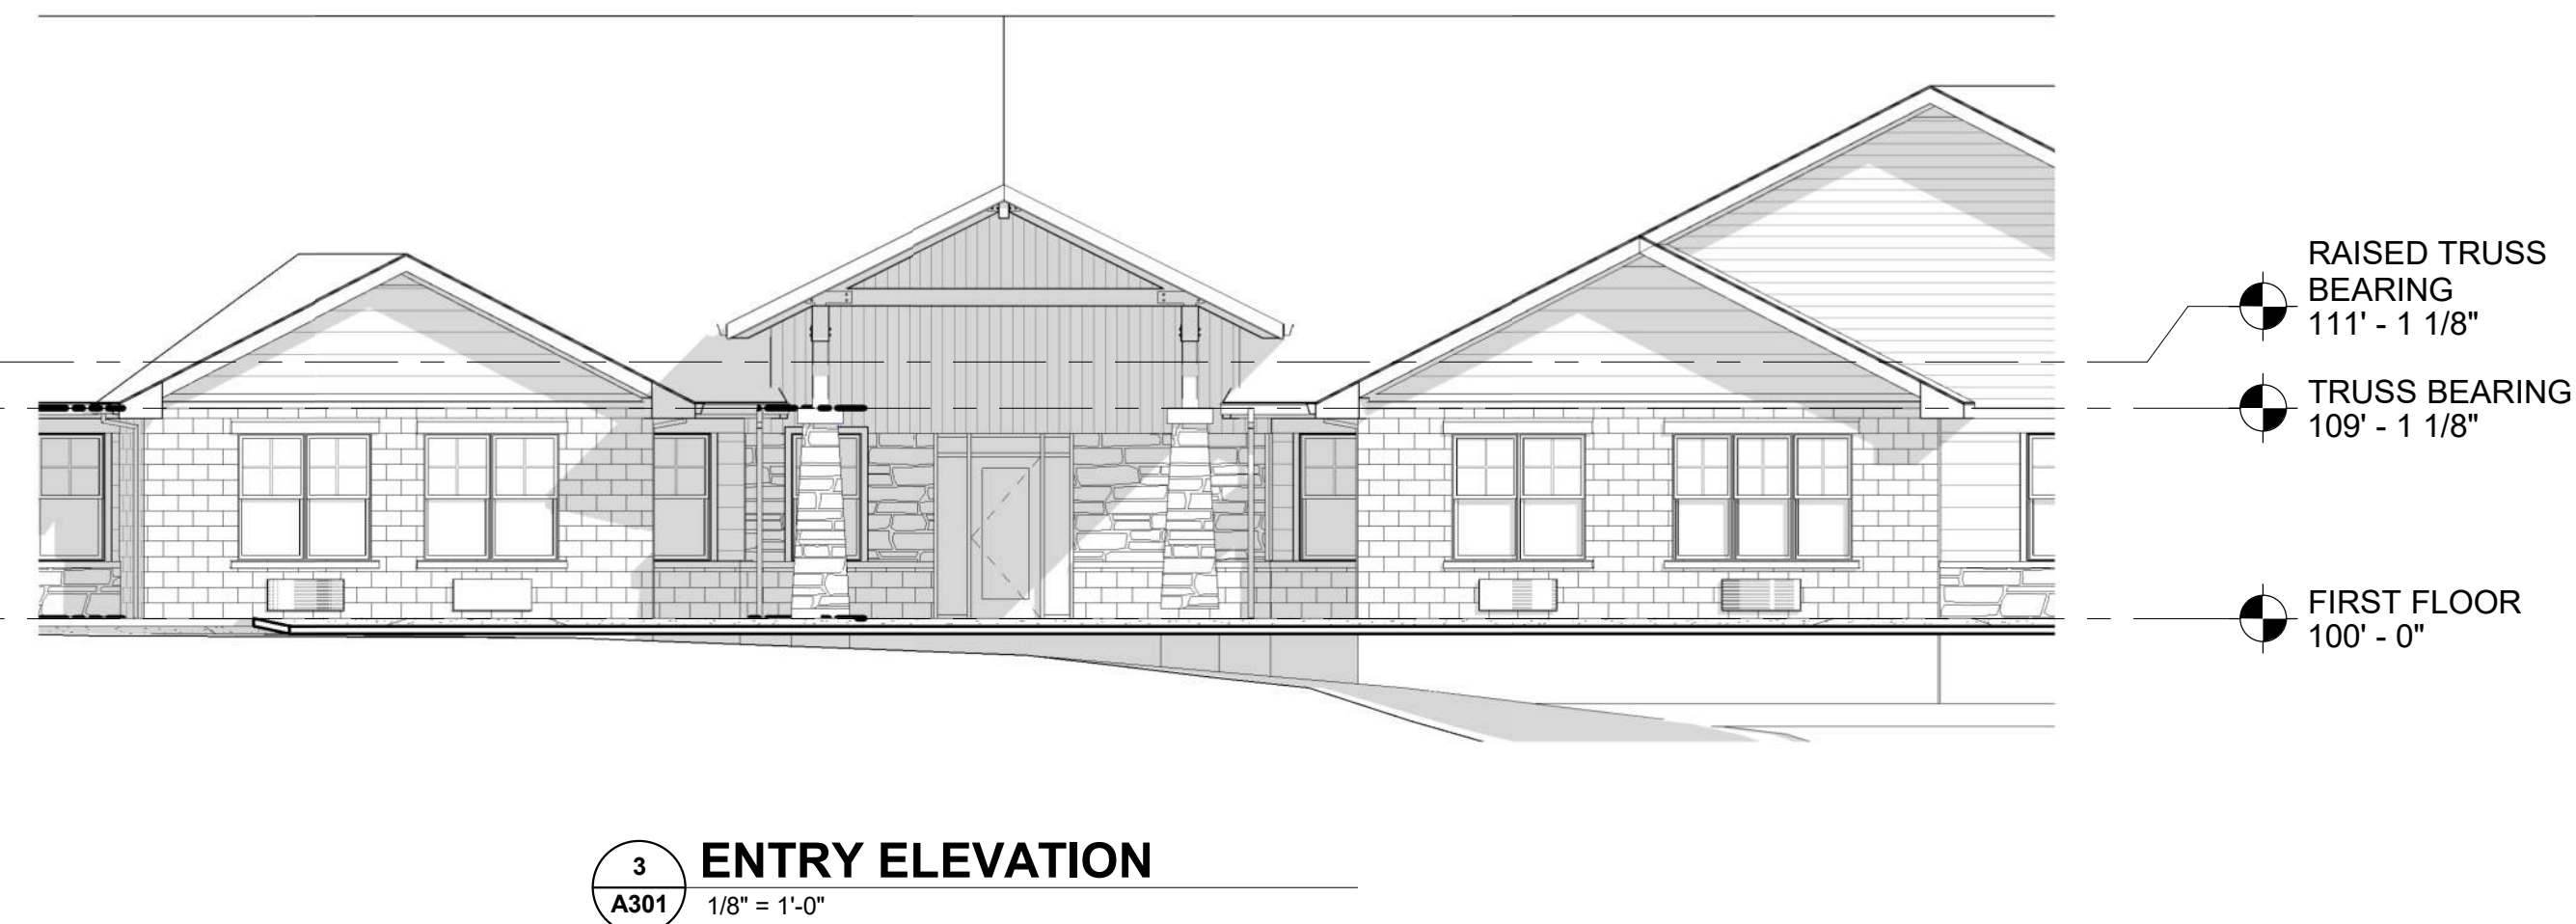 RAISED TRUSS
BEARING
111' - 1 1/8"
TRUSS BEARING
109' - 1 1/8"
FIRST FLOOR
100' - 0"
3
A301
ENTRY ELEVATION
1/8" = 1'-0"